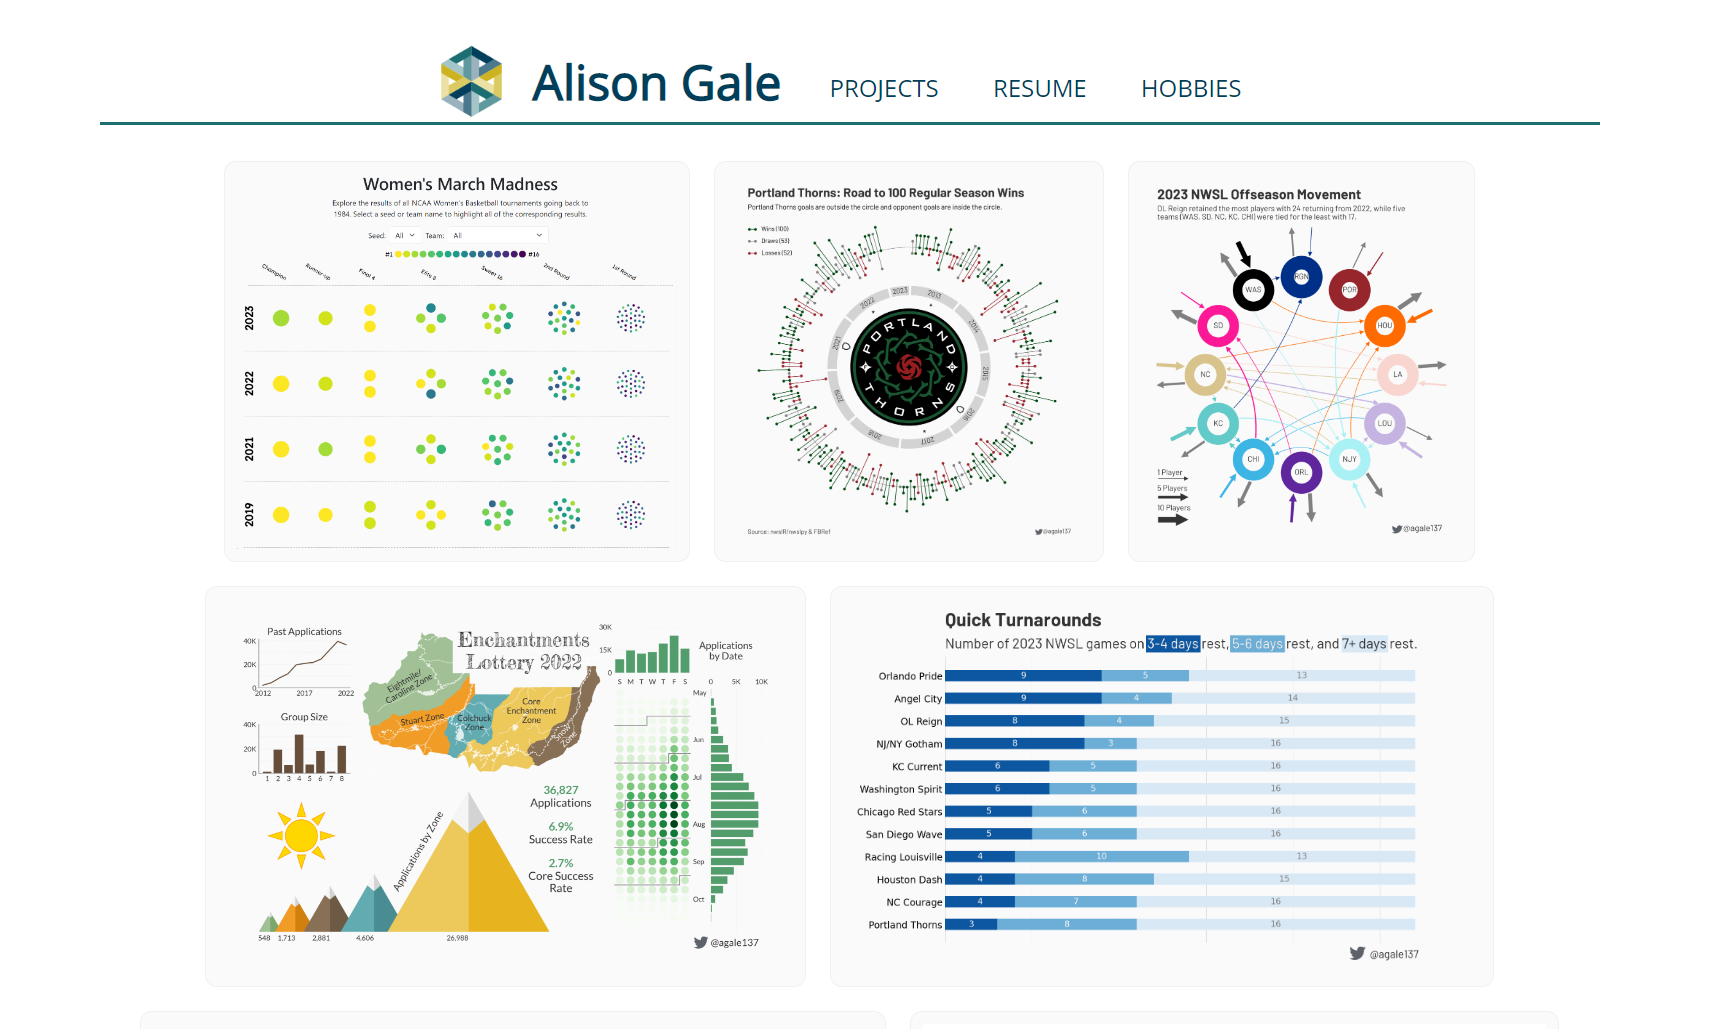 Alison Gale
PROJECTS
RESUME
HOBBIES
Women's March Madness
Explore the results of all NCAA Women's Basketball tournaments going back to
1984. Select a seed or team name to highlight all of the corresponding results.
Seed: All Team: All
#1 #16
Champion Runner-up Final 4 Elite 8 Sweet 16 2nd Round 1st Round
2023
2022
2021
2019
Portland Thorns: Road to 100 Regular Season Wins
Portland Thorns goals are outside the circle and opponent goals are inside the circle.
Wins (100)
Draws (53)
Losses (52)
2013
2014
2015
2016
2017
2018
2019
2021
2022
2023
PORTLAND
THORNS
Source: nwslR/nwslpy & FBRef
@agale137
2023 NWSL Offseason Movement
OL Reign retained the most players with 24 returning from 2022, while five
teams (WAS, SD, NC, KC, CHI) were tied for the least with 17.
RGN
POR
HOU
LA
LOU
NJY
ORL
CHI
KC
NC
SD
WAS
1 Player
5 Players
10 Players
@agale137
Past Applications
40K
20K
0
2012 2017 2022
Group Size
40K
20K
0
1 2 3 4 5 6 7 8
Enchantments
Lottery 2022
Eightmile/
Caroline Zone
Stuart Zone
Colchuck
Zone
Core
Enchantment
Zone
Snow
Zone
36,827
Applications
6.9%
Success Rate
2.7%
Core Success
Rate
Applications by Zone
548 1,713 2,881 4,606 26,988
30K
15K
0
S M T W T F S
Applications
by Date
0 5K 10K
May
Jun
Jul
Aug
Sep
Oct
@agale137
Quick Turnarounds
Number of 2023 NWSL games on 3-4 days rest, 5-6 days rest, and 7+ days rest.
Orlando Pride 9 5 13
Angel City 9 4 14
OL Reign 8 4 15
NJ/NY Gotham 8 3 16
KC Current 6 5 16
Washington Spirit 6 5 16
Chicago Red Stars 5 6 16
San Diego Wave 5 6 16
Racing Louisville 4 10 13
Houston Dash 4 8 15
NC Courage 4 7 16
Portland Thorns 3 8 16
@agale137